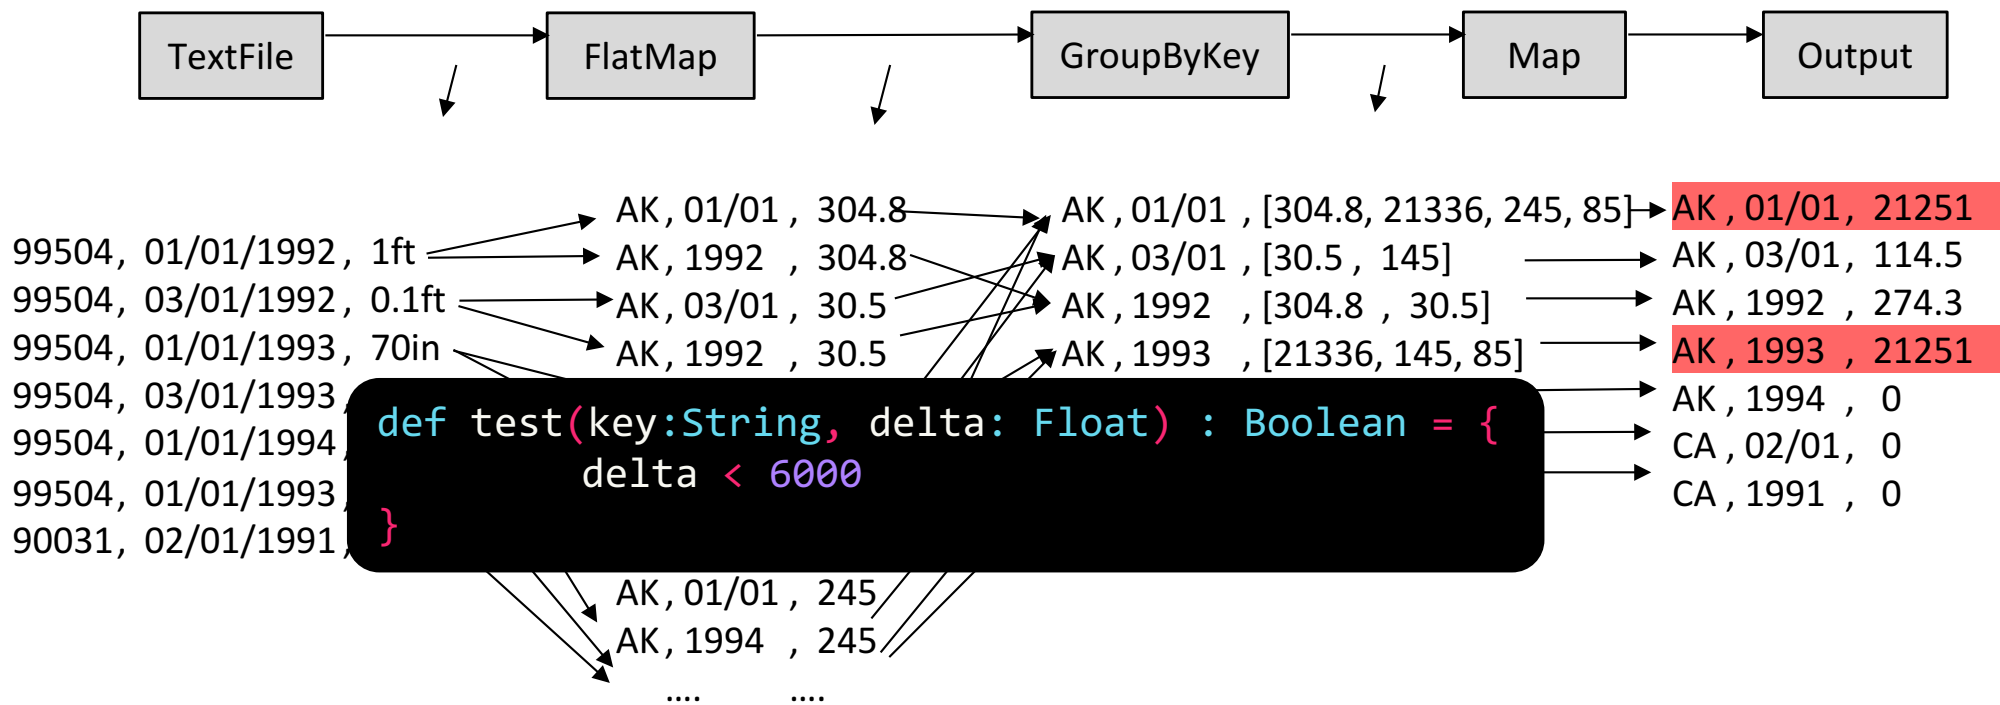 TextFile
FlatMap
GroupByKey
Map
Output
99504, 01/01/1992, 1ft
99504, 03/01/1992, 0.1ft
99504, 01/01/1993, 70in
99504, 03/01/1993,
99504, 01/01/1994,
99504, 01/01/1993,
90031, 02/01/1991,
AK, 01/01, 304.8
AK, 1992, 304.8
AK, 03/01, 30.5
AK, 1992, 30.5
AK, 01/01, 245
AK, 1994, 245
.... ....
AK, 01/01, [304.8, 21336, 245, 85]
AK, 03/01, [30.5, 145]
AK, 1992, [304.8, 30.5]
AK, 1993, [21336, 145, 85]
def test(key:String, delta: Float) : Boolean = {
delta < 6000
}
AK, 01/01, 21251
AK, 03/01, 114.5
AK, 1992, 274.3
AK, 1993, 21251
AK, 1994, 0
CA, 02/01, 0
CA, 1991, 0